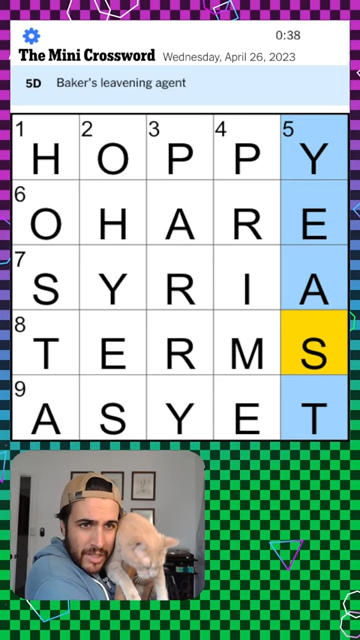 0:38
The Mini Crossword Wednesday, April 26, 2023
5D Baker's leavening agent
1 2 3 4 5
H O P P Y
6
O H A R E
7
S Y R I A
8
T E R M S
9
A S Y E T